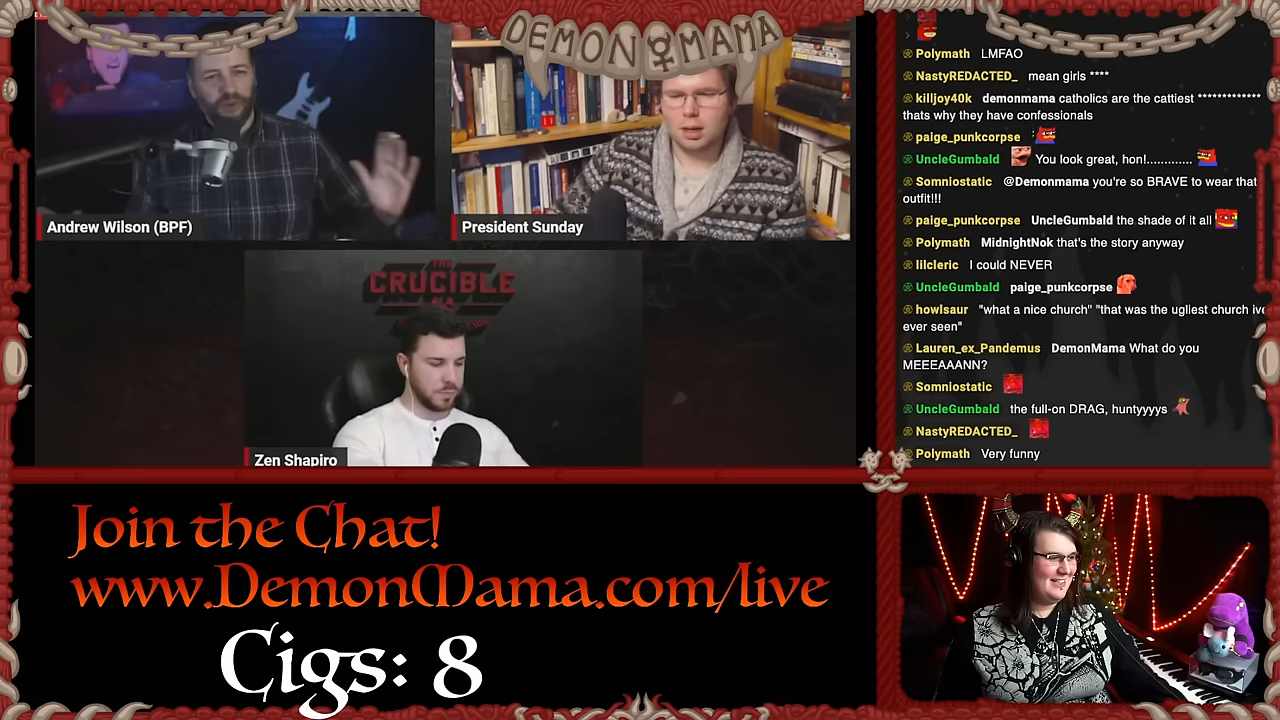 DEMON MAMA
Andrew Wilson (BPF)
President Sunday
THE
CRUCIBLE
Zen Shapiro
Polymath LMFAO
NastyREDACTED_ mean girls ****
killjoy40k demonmama catholics are the cattiest *************
thats why they have confessionals
paige_punkcorpse
UncleGumbald You look great, hon!.............
Somniostatic @Demonmama you're so BRAVE to wear that
outfit!!!
paige_punkcorpse UncleGumbald the shade of it all
Polymath MidnightNok that's the story anyway
lilcleric I could NEVER
UncleGumbald paige_punkcorpse
howlsaur "what a nice church" "that was the ugliest church ive
ever seen"
Lauren_ex_Pandemus DemonMama What do you
MEEEAAANN?
Somniostatic
UncleGumbald the full-on DRAG, huntyyyys
NastyREDACTED_
Polymath Very funny
Join the Chat!
www.DemonMama.com/live
Cigs: 8